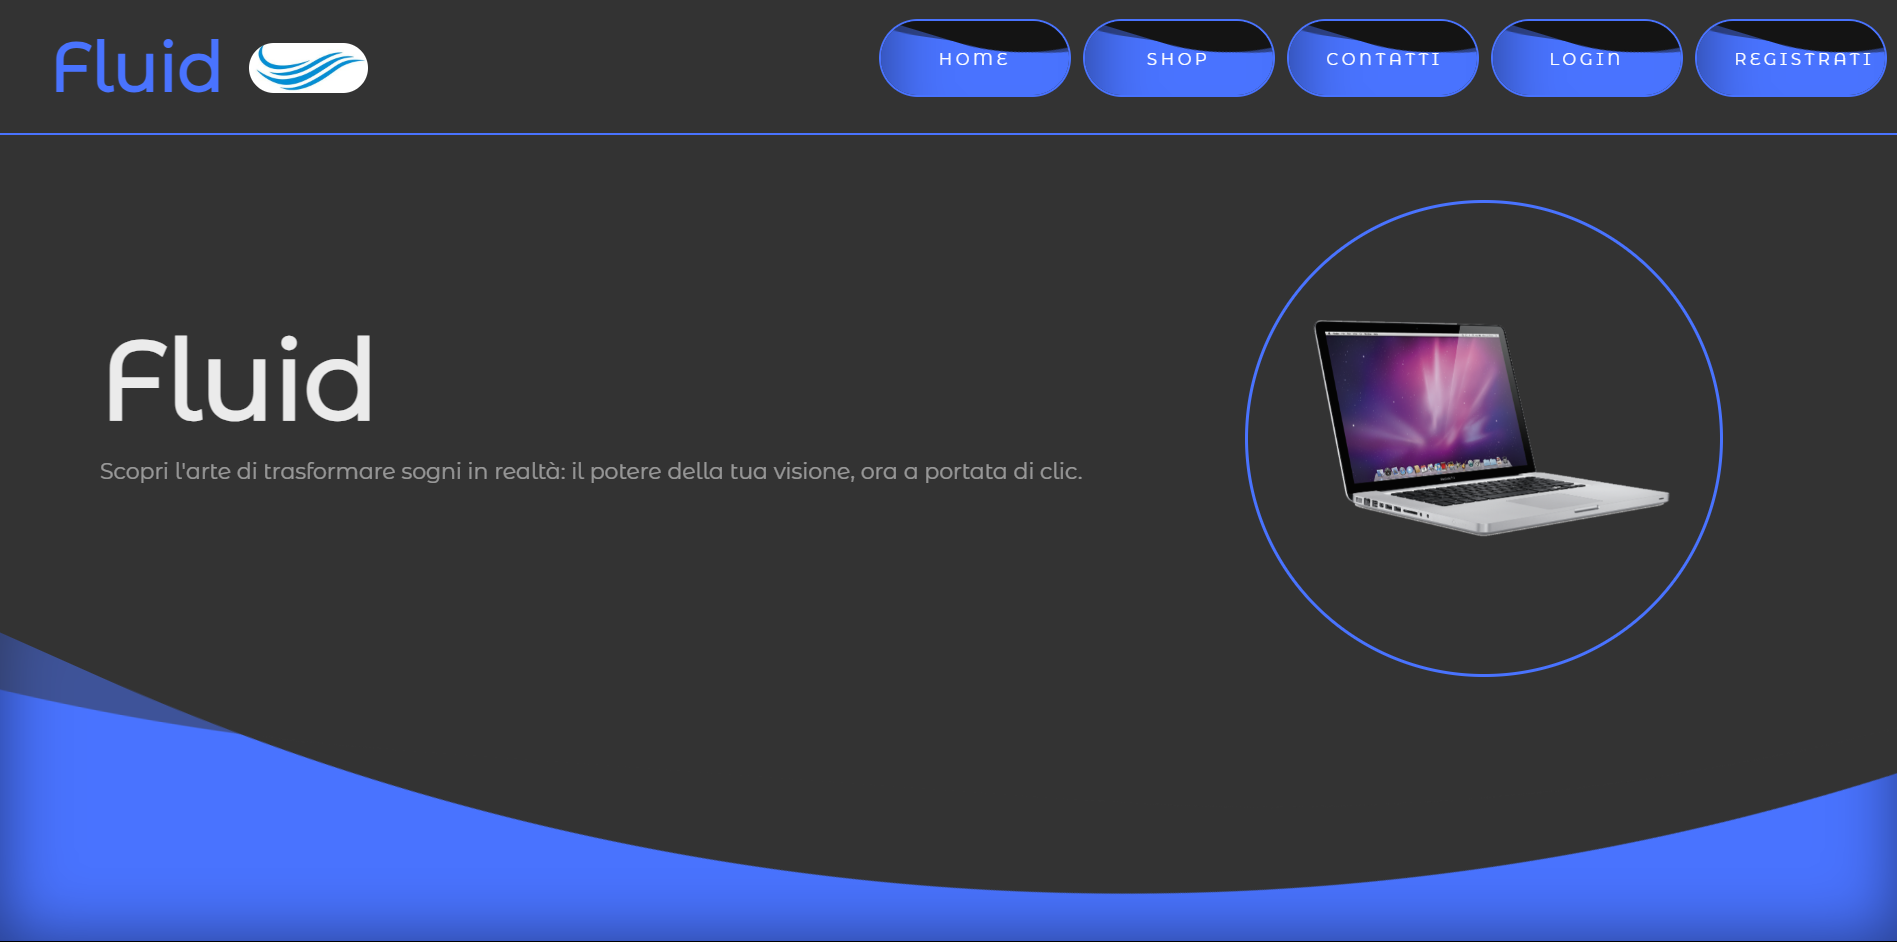 Fluid
HOME
SHOP
CONTATTI
LOGIN
REGISTRATI
Fluid
Scopri l'arte di trasformare sogni in realtà: il potere della tua visione, ora a portata di clic.